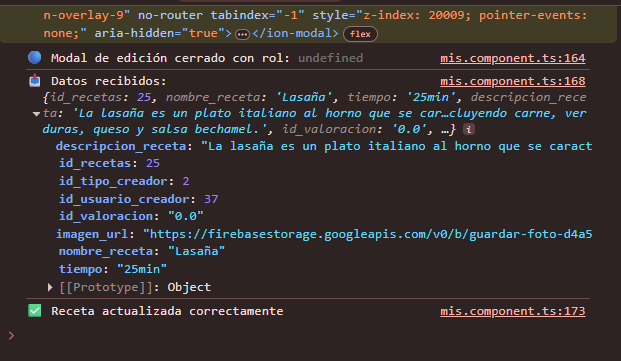 n-overlay-9" no-router tabindex="-1" style="z-index: 20009; pointer-events:
none;" aria-hidden="true"> … </ion-modal> flex
🔵 Modal de edición cerrado con rol: undefined mis.component.ts:164
📥 Datos recibidos: mis.component.ts:168
{id_recetas: 25, nombre_receta: 'Lasaña', tiempo: '25min', descripcion_rece
ta: 'La lasaña es un plato italiano al horno que se car…cluyendo carne, ver
duras, queso y salsa bechamel.', id_valoracion: '0.0', …} i
descripcion_receta: "La lasaña es un plato italiano al horno que se caract
id_recetas: 25
id_tipo_creador: 2
id_usuario_creador: 37
id_valoracion: "0.0"
imagen_url: "https://firebasestorage.googleapis.com/v0/b/guardar-foto-d4a5
nombre_receta: "Lasaña"
tiempo: "25min"
▶ [[Prototype]]: Object
✅ Receta actualizada correctamente mis.component.ts:173
>